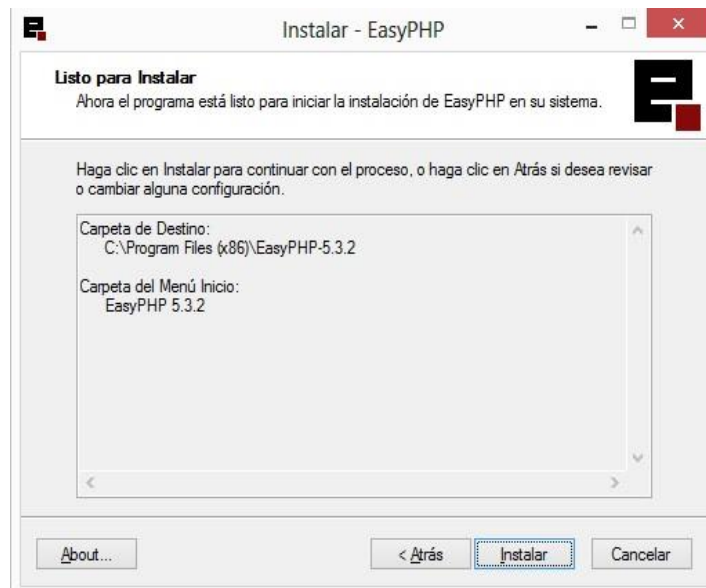 Instalar - EasyPHP
Listo para Instalar
Ahora el programa está listo para iniciar la instalación de EasyPHP en su sistema.
Haga clic en Instalar para continuar con el proceso, o haga clic en Atrás si desea revisar
o cambiar alguna configuración.
Carpeta de Destino:
C:\Program Files (x86)\EasyPHP-5.3.2
Carpeta del Menú Inicio:
EasyPHP 5.3.2
About...
< Atrás
Instalar
Cancelar